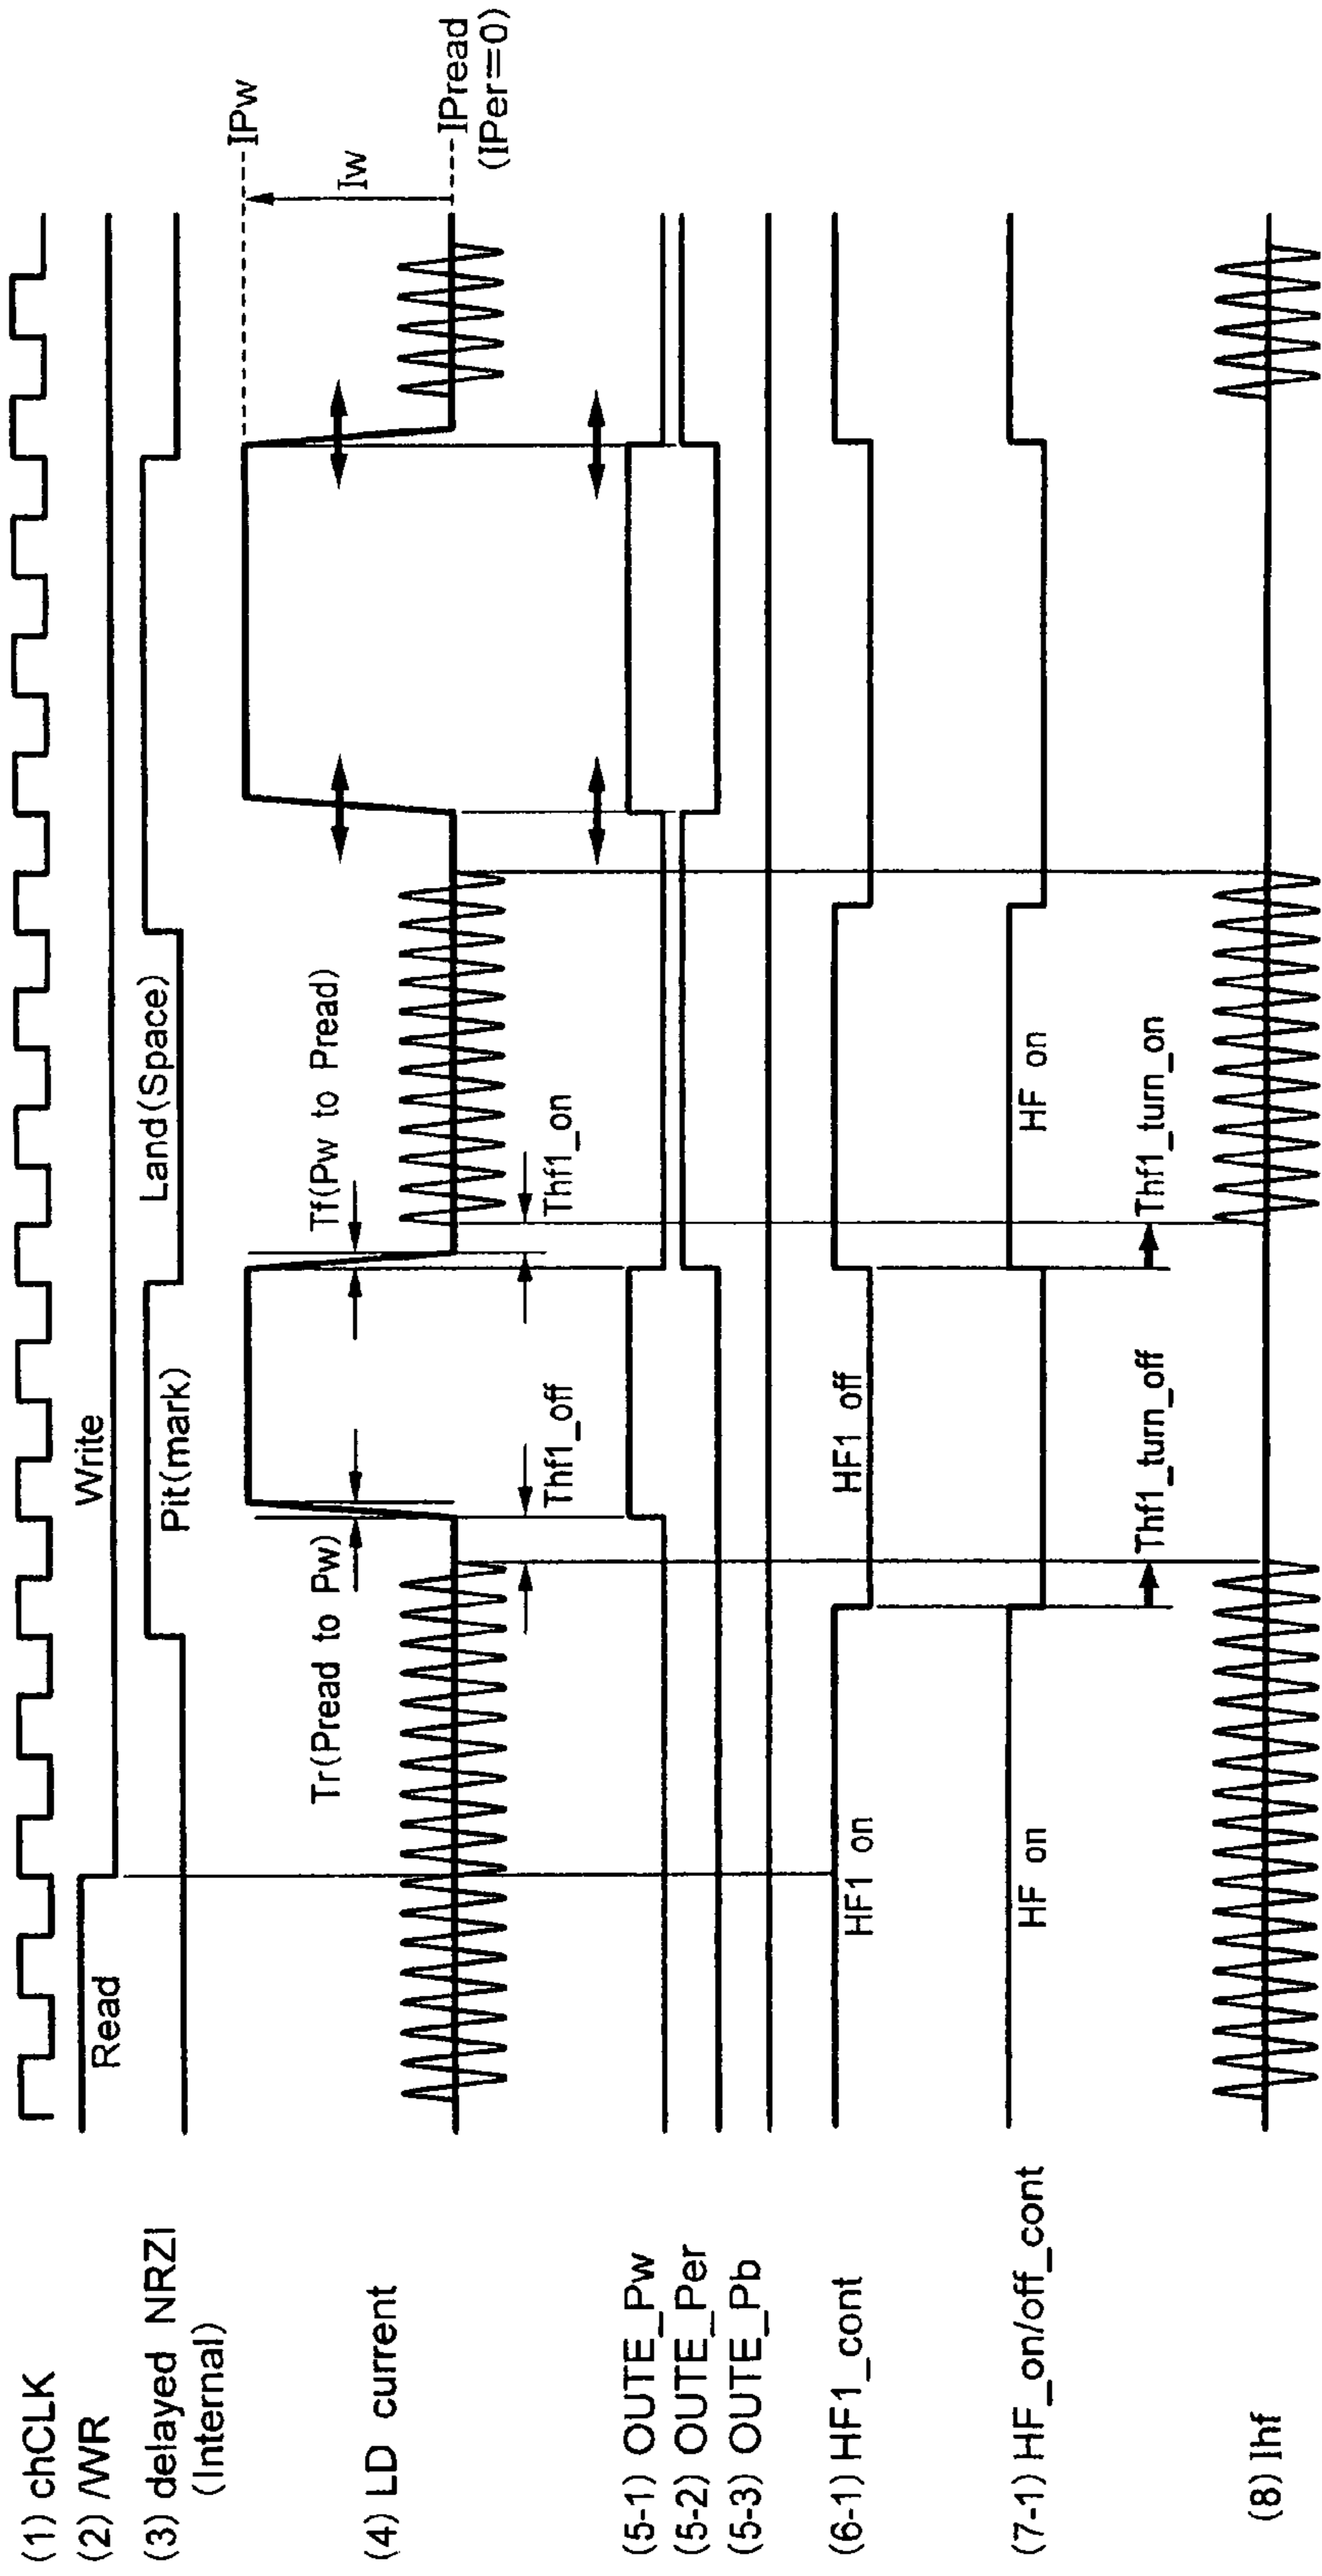 (1) chCLK
(2) /WR
Read
Write
(3) delayed NRZI
(Internal)
Pit(mark)
Land(Space)
(4) LD current
Tr(Pread to Pw)
Tf(Pw to Pread)
IPw
Iw
IPread
(IPer=0)
Thf1_off
Thf1_on
(5-1) OUTE_Pw
(5-2) OUTE_Per
(5-3) OUTE_Pb
(6-1) HF1_cont
HF1 on
HF1 off
(7-1) HF_on/off_cont
HF on
HF on
Thf1_turn_off
Thf1_turn_on
(8) Ihf